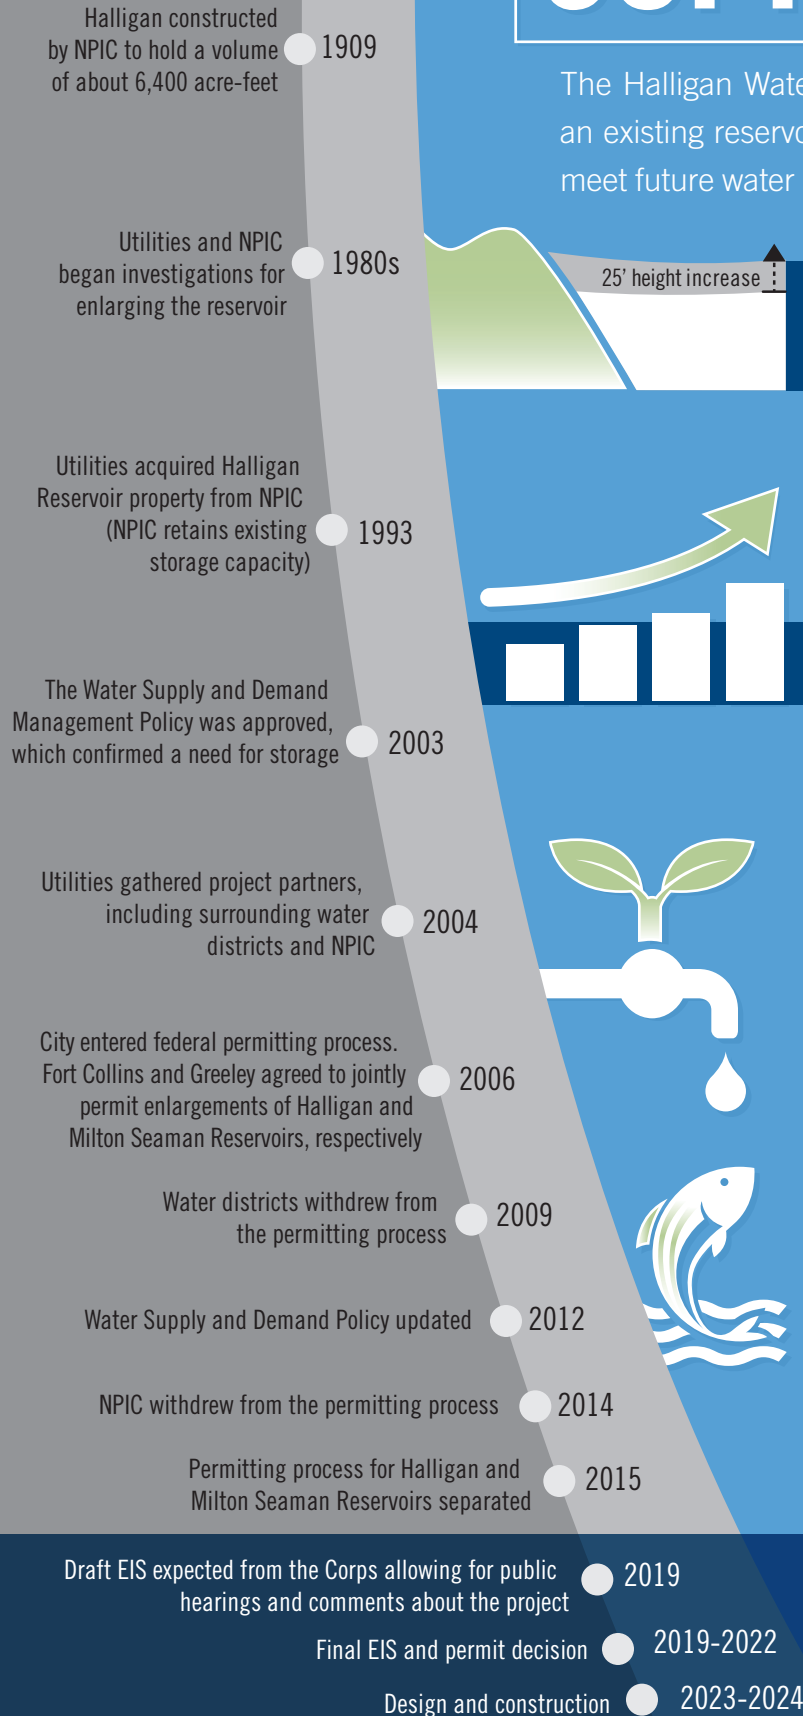 Halligan constructed
by NPIC to hold a volume
of about 6,400 acre-feet
1909
The Halligan
an existing
meet future water
Utilities and NPIC
began investigations for
enlarging the reservoir
1980s
25' height increase
Utilities acquired Halligan
Reservoir property from NPIC
(NPIC retains existing
storage capacity)
1993
The Water Supply and Demand
Management Policy was approved,
which confirmed a need for storage
2003
Utilities gathered project partners,
including surrounding water
districts and NPIC
2004
City entered federal permitting process.
Fort Collins and Greeley agreed to jointly
permit enlargements of Halligan and
Milton Seaman Reservoirs, respectively
2006
Water districts withdrew from
the permitting process
2009
Water Supply and Demand Policy updated
2012
NPIC withdrew from the permitting process
2014
Permitting process for Halligan and
Milton Seaman Reservoirs separated
2015
Draft EIS expected from the Corps allowing for public
hearings and comments about the project
2019
Final EIS and permit decision
2019-2022
Design and construction
2023-2024